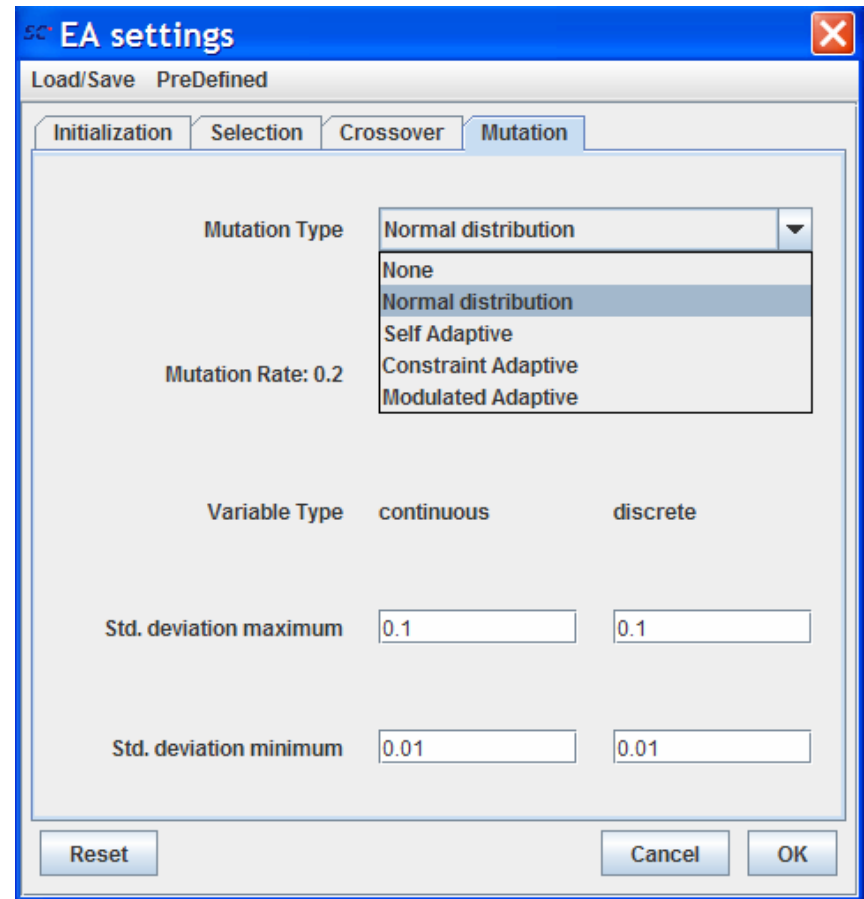 EA settings
Load/Save PreDefined
Initialization Selection Crossover Mutation
Mutation Type Normal distribution
None
Normal distribution
Self Adaptive
Mutation Rate: 0.2 Constraint Adaptive
Modulated Adaptive
Variable Type continuous discrete
Std. deviation maximum 0.1 0.1
Std. deviation minimum 0.01 0.01
Reset Cancel OK